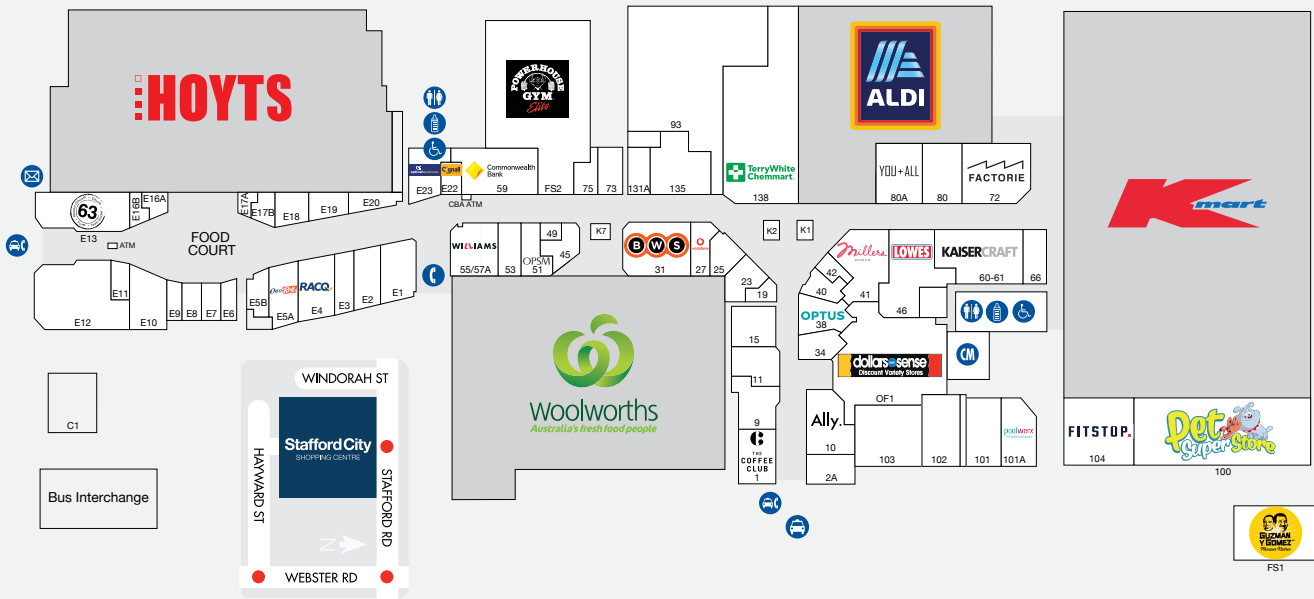 HOYTS
POWERHOUSE
GYM
Elite
ALDI
Kmart
93
TerryWhite
Chemmart
138
131A
135
YOU+ALL
80A
80
FACTORIE
72
E23
E22
Commonwealth
Bank
59
FS2
75
73
CBA ATM
63
E13
E16B
E16A
E17A
E17B
E18
E19
E20
FOOD
COURT
ATM
WILLIAMS
55/57A
53
OPSM
51
49
45
K7
BWS
31
vodafone
27
25
23
19
K2
K1
Millers
LOWES
KAISERCRAFT
60-61
66
42
40
41
46
OPTUS
38
34
E12
E11
E10
E9
E8
E7
E6
E5B
E5A
RACQ
E4
E3
E2
E1
Woolworths
Australia's fresh food people
15
11
9
THE
COFFEE
CLUB
1
dollars and sense
Discount Variety Stores
CM
OF1
Ally.
10
2A
103
102
101
poolwerx
101A
FITSTOP.
104
Pet
Super Store
100
C1
Bus Interchange
WINDORAH ST
Stafford City
SHOPPING CENTRE
HAYWARD ST
STAFFORD RD
N
WEBSTER RD
GUZMAN
Y GOMEZ
Mexican Kitchen
FS1